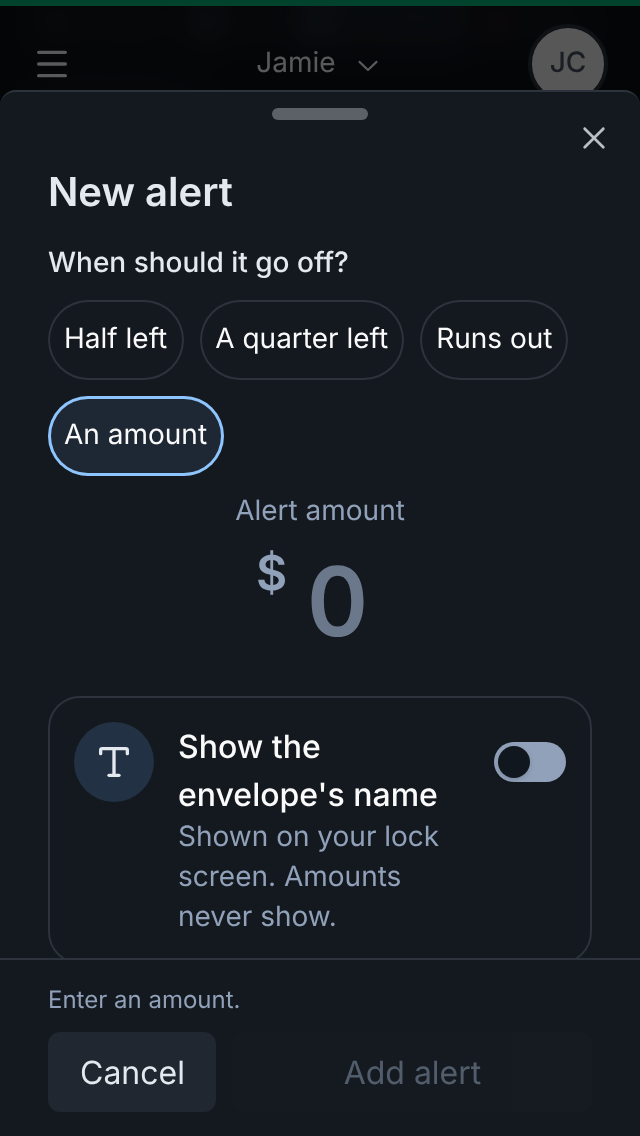 Jamie
JC
New alert
When should it go off?
Half left
A quarter left
Runs out
An amount
Alert amount
$ 0
T
Show the
envelope's name
Shown on your lock
screen. Amounts
never show.
Enter an amount.
Cancel
Add alert